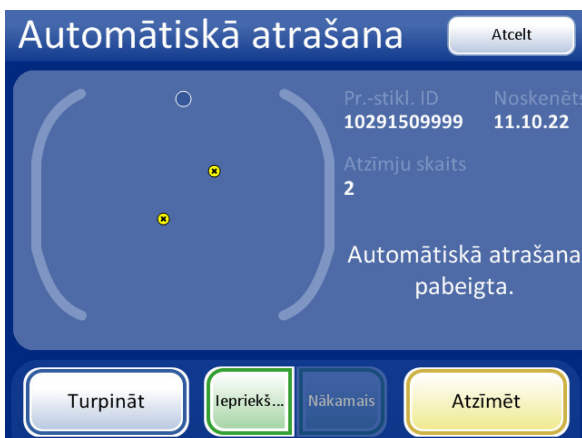 Automātiskā atrašana
Atcelt
Pr.-stikl. ID
Noskenēts
10291509999
11.10.22
Atzīmju skaits
2
Automātiskā atrašana
pabeigta.
Turpināt
Iepriekš...
Nākamais
Atzīmēt